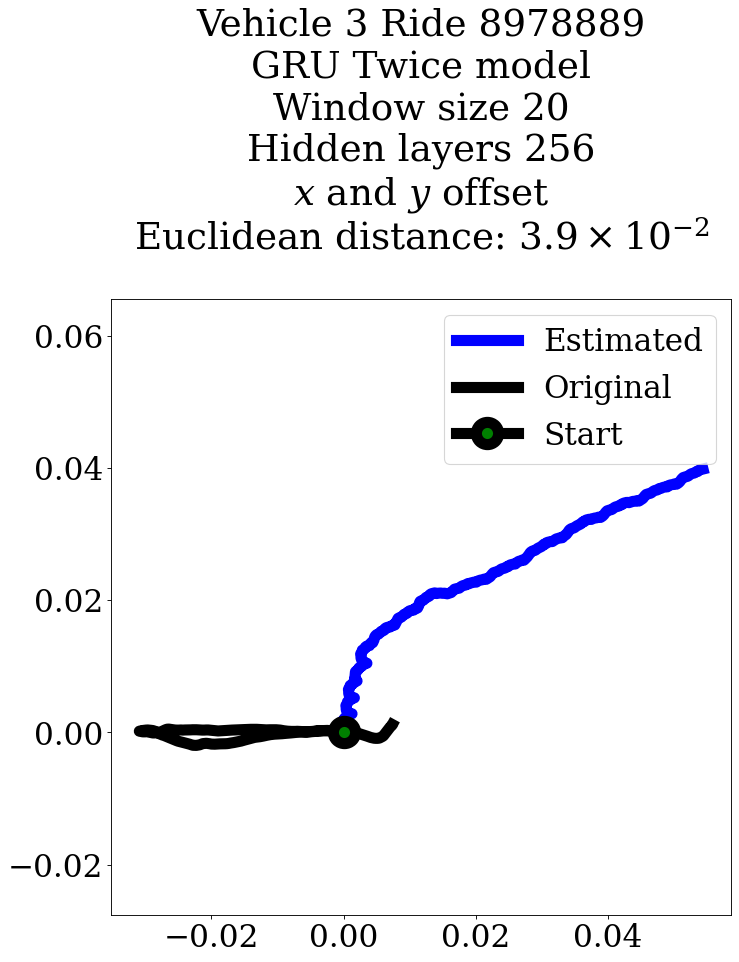 Vehicle 3 Ride 8978889
GRU Twice model
Window size 20
Hidden layers 256
x and y offset
Euclidean distance: 3.9 × 10⁻²
Estimated
Original
Start
0.06
0.04
0.02
0.00
−0.02
−0.02 0.00 0.02 0.04